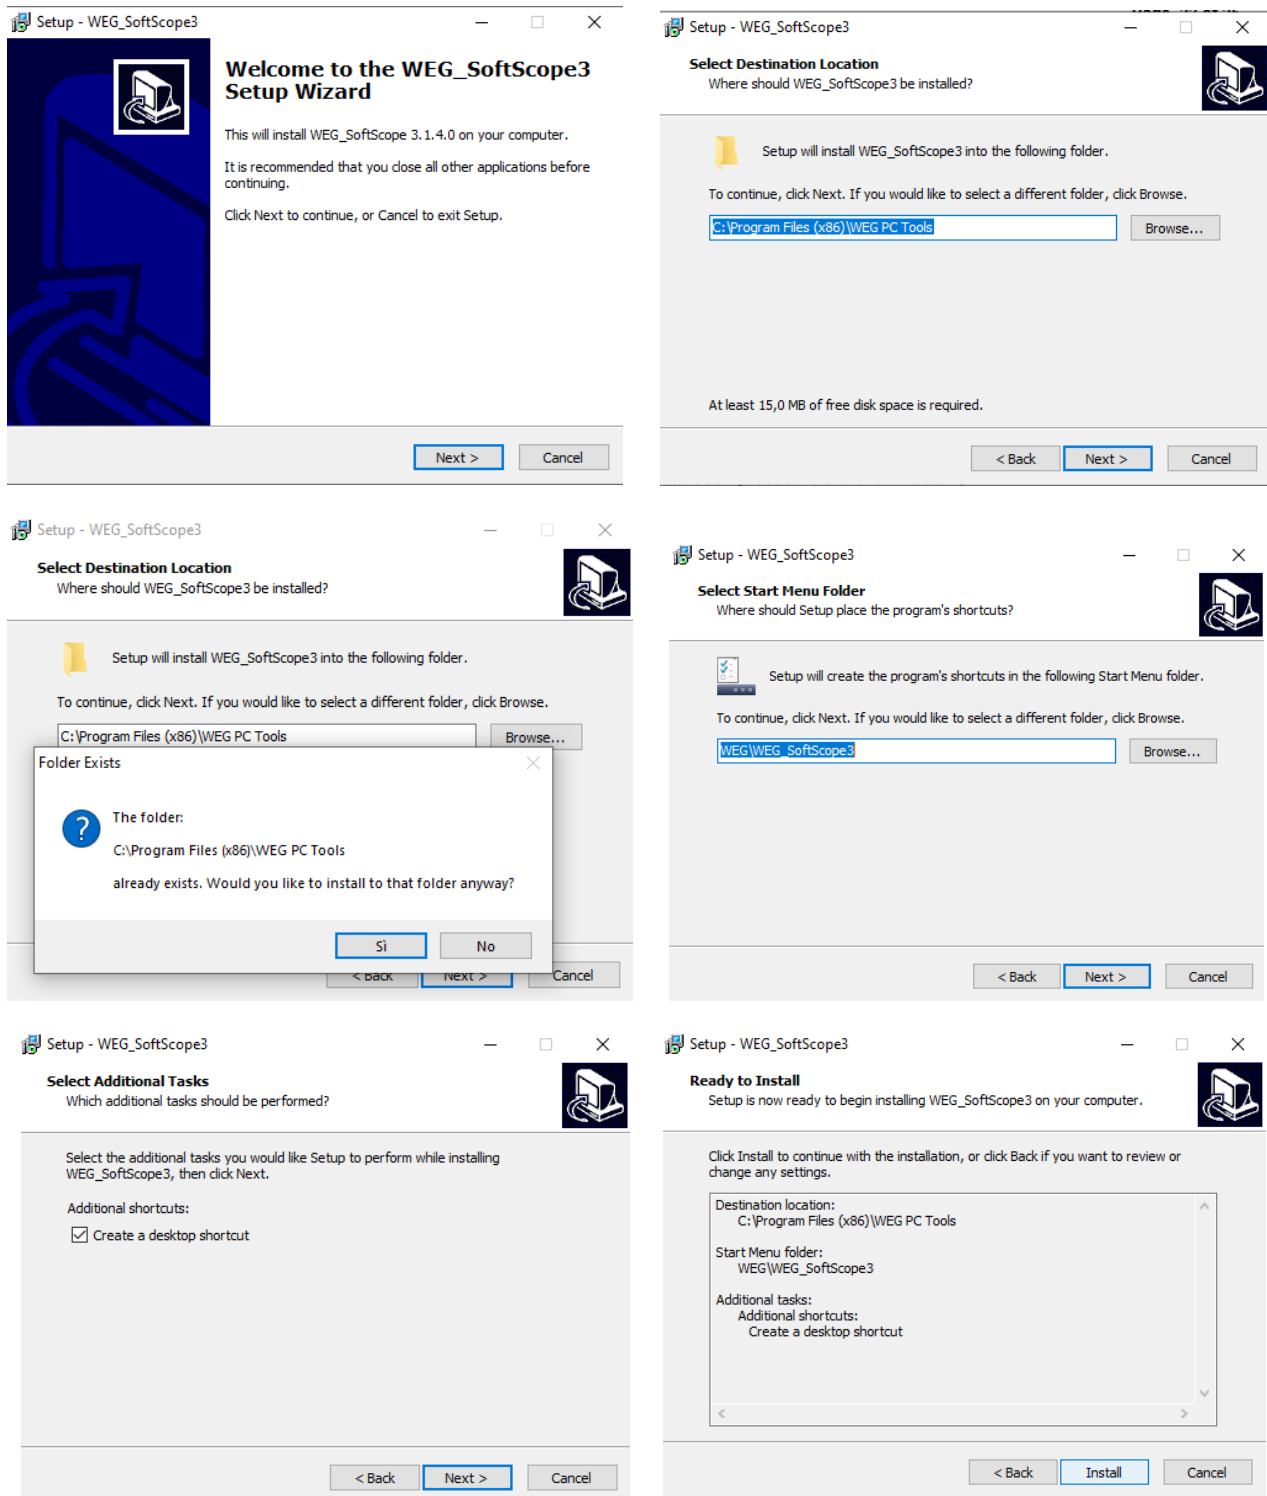 Setup - WEG_SoftScope3
Welcome to the WEG_SoftScope3
Setup Wizard
This will install WEG_SoftScope 3.1.4.0 on your computer.
It is recommended that you close all other applications before
continuing.
Click Next to continue, or Cancel to exit Setup.
Next >
Cancel
Setup - WEG_SoftScope3
Select Destination Location
Where should WEG_SoftScope3 be installed?
Setup will install WEG_SoftScope3 into the following folder.
To continue, click Next. If you would like to select a different folder, click Browse.
C:\Program Files (x86)\WEG PC Tools
Browse...
At least 15,0 MB of free disk space is required.
< Back
Next >
Cancel
Setup - WEG_SoftScope3
Select Destination Location
Where should WEG_SoftScope3 be installed?
Setup will install WEG_SoftScope3 into the following folder.
To continue, click Next. If you would like to select a different folder, click Browse.
C:\Program Files (x86)\WEG PC Tools
Browse...
Folder Exists
The folder:
C:\Program Files (x86)\WEG PC Tools
already exists. Would you like to install to that folder anyway?
Sì
No
< Back
Next >
Cancel
Setup - WEG_SoftScope3
Select Start Menu Folder
Where should Setup place the program's shortcuts?
Setup will create the program's shortcuts in the following Start Menu folder.
To continue, click Next. If you would like to select a different folder, click Browse.
WEG\WEG_SoftScope3
Browse...
< Back
Next >
Cancel
Setup - WEG_SoftScope3
Select Additional Tasks
Which additional tasks should be performed?
Select the additional tasks you would like Setup to perform while installing
WEG_SoftScope3, then click Next.
Additional shortcuts:
Create a desktop shortcut
< Back
Next >
Cancel
Setup - WEG_SoftScope3
Ready to Install
Setup is now ready to begin installing WEG_SoftScope3 on your computer.
Click Install to continue with the installation, or click Back if you want to review or
change any settings.
Destination location:
C:\Program Files (x86)\WEG PC Tools
Start Menu folder:
WEG\WEG_SoftScope3
Additional tasks:
Additional shortcuts:
Create a desktop shortcut
< Back
Install
Cancel